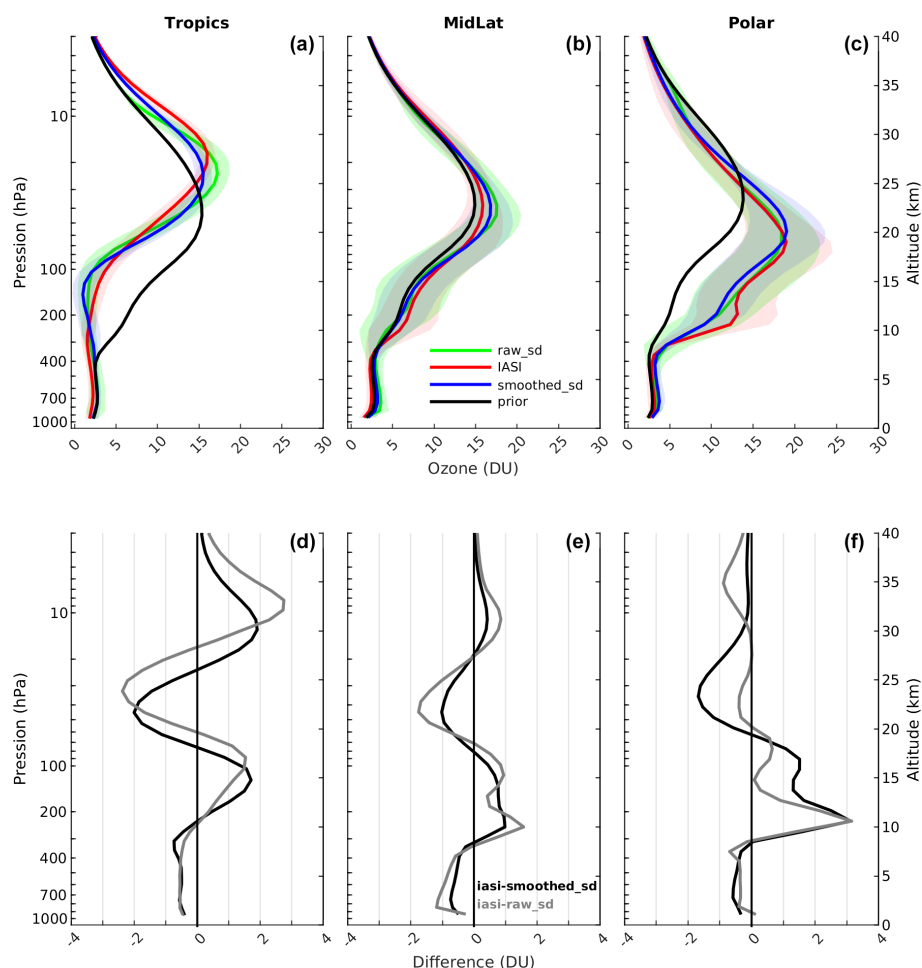 Tropics MidLat Polar
(a) (b) (c)
40
35
10 30
25
Pression (hPa) Altitude (km)
20
100 15
200 10
raw_sd
400 IASI 5
smoothed_sd
700 prior
1000 0
0 5 10 15 20 25 30 0 5 10 15 20 25 30 0 5 10 15 20 25 30
Ozone (DU)
(d) (e) (f)
40
35
10 30
25
Pression (hPa) Altitude (km)
20
100 15
200 10
400 5
iasi-smoothed_sd
700 iasi-raw_sd
1000 0
-4 -2 0 2 4 -4 -2 0 2 4 -4 -2 0 2 4
Difference (DU)